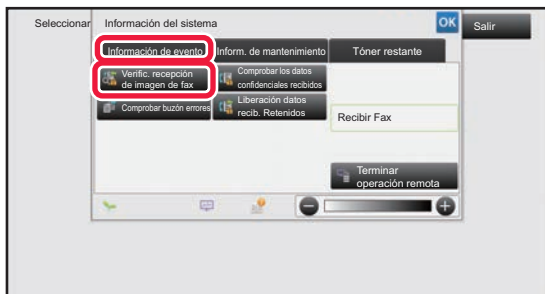 Seleccionar
Información del sistema
OK
Salir
Información de evento
Inform. de mantenimiento
Tóner restante
Verific. recepción
de imagen de fax
Comprobar los datos
confidenciales recibidos
Comprobar buzón errores
Liberación datos
recib. Retenidos
Recibir Fax
Terminar
operación remota